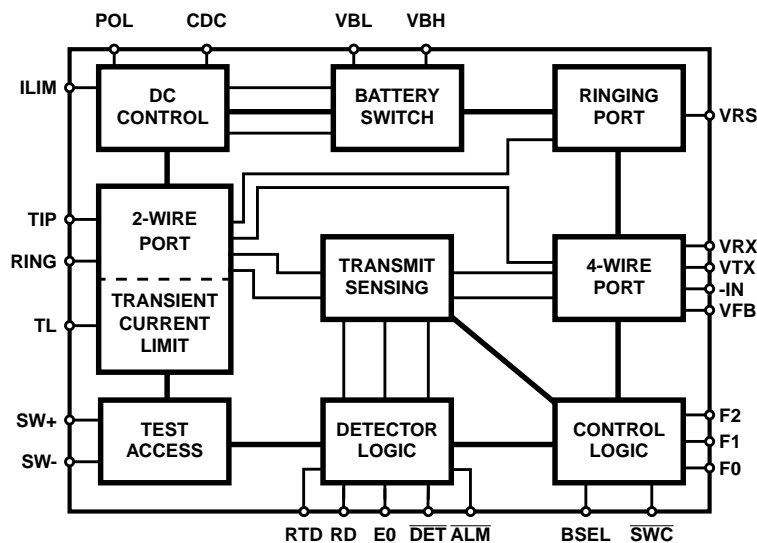 POL CDC VBL VBH
ILIM
DC
CONTROL
BATTERY
SWITCH
RINGING
PORT
VRS
TIP
RING
TL
2-WIRE
PORT
TRANSIENT
CURRENT
LIMIT
TRANSMIT
SENSING
4-WIRE
PORT
VRX
VTX
-IN
VFB
SW+
SW-
TEST
ACCESS
DETECTOR
LOGIC
CONTROL
LOGIC
F2
F1
F0
RTD RD E0 DET ALM BSEL SWC